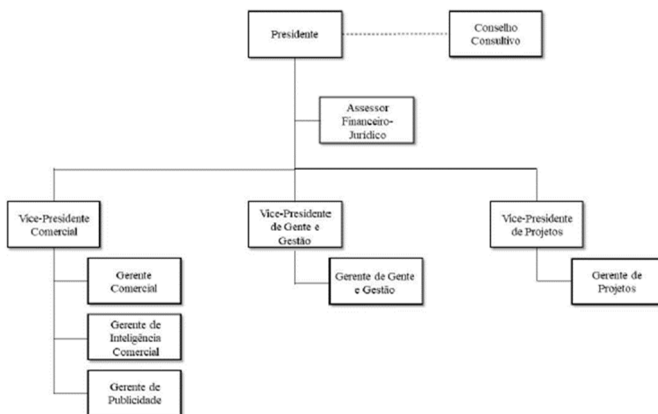 Presidente
Conselho
Consultivo
Assessor
Financeiro-
Jurídico
Vice-Presidente
Comercial
Vice-Presidente
de Gente e
Gestão
Vice-Presidente
de Projetos
Gerente
Comercial
Gerente de Gente
e Gestão
Gerente de
Projetos
Gerente de
Inteligência
Comercial
Gerente de
Publicidade